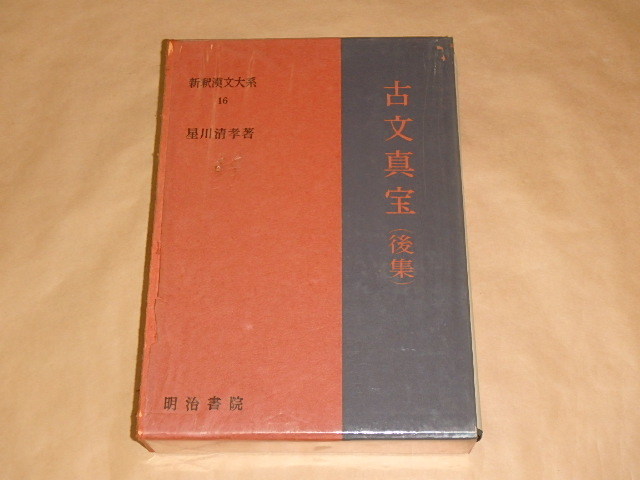 古文真宝（後集）
新釈漢文大系
16
星川清孝著
明治書院